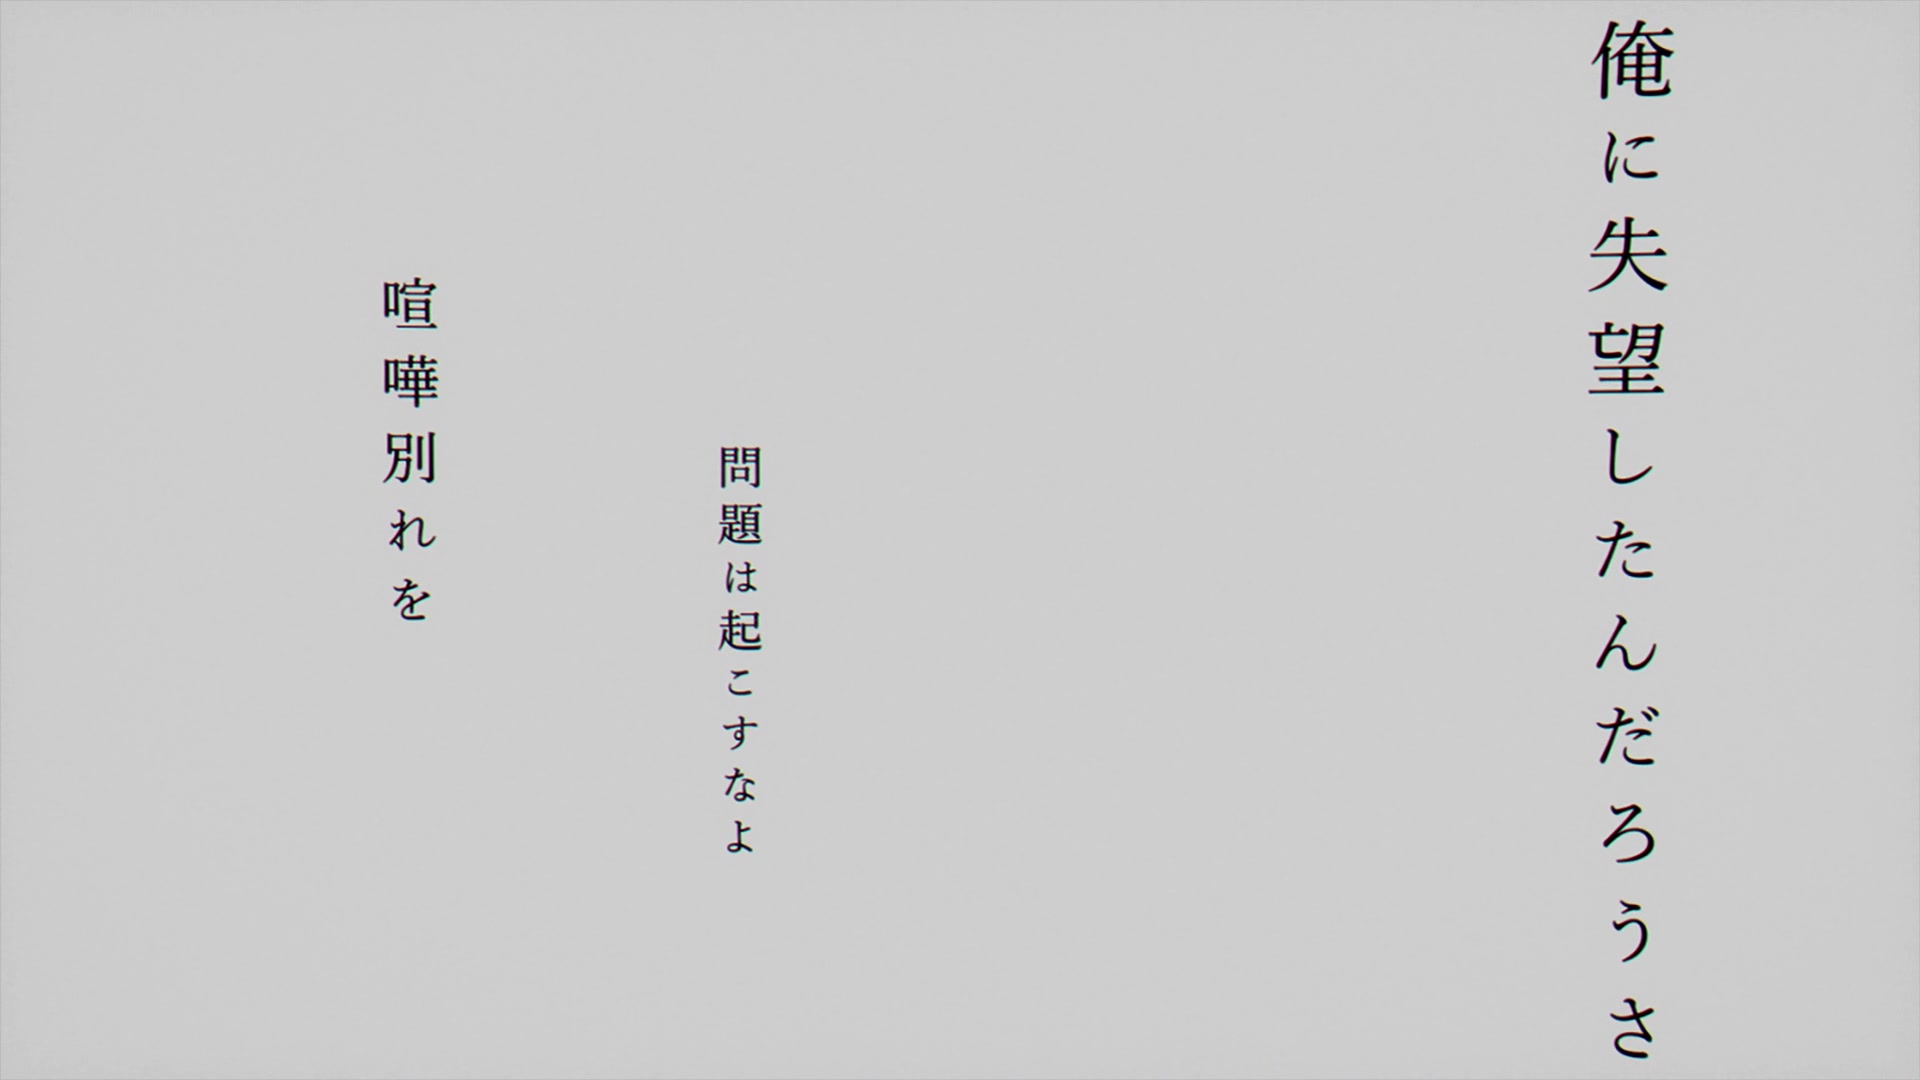 俺に失望したんだろうさ
問題は起こすなよ
喧嘩別れを